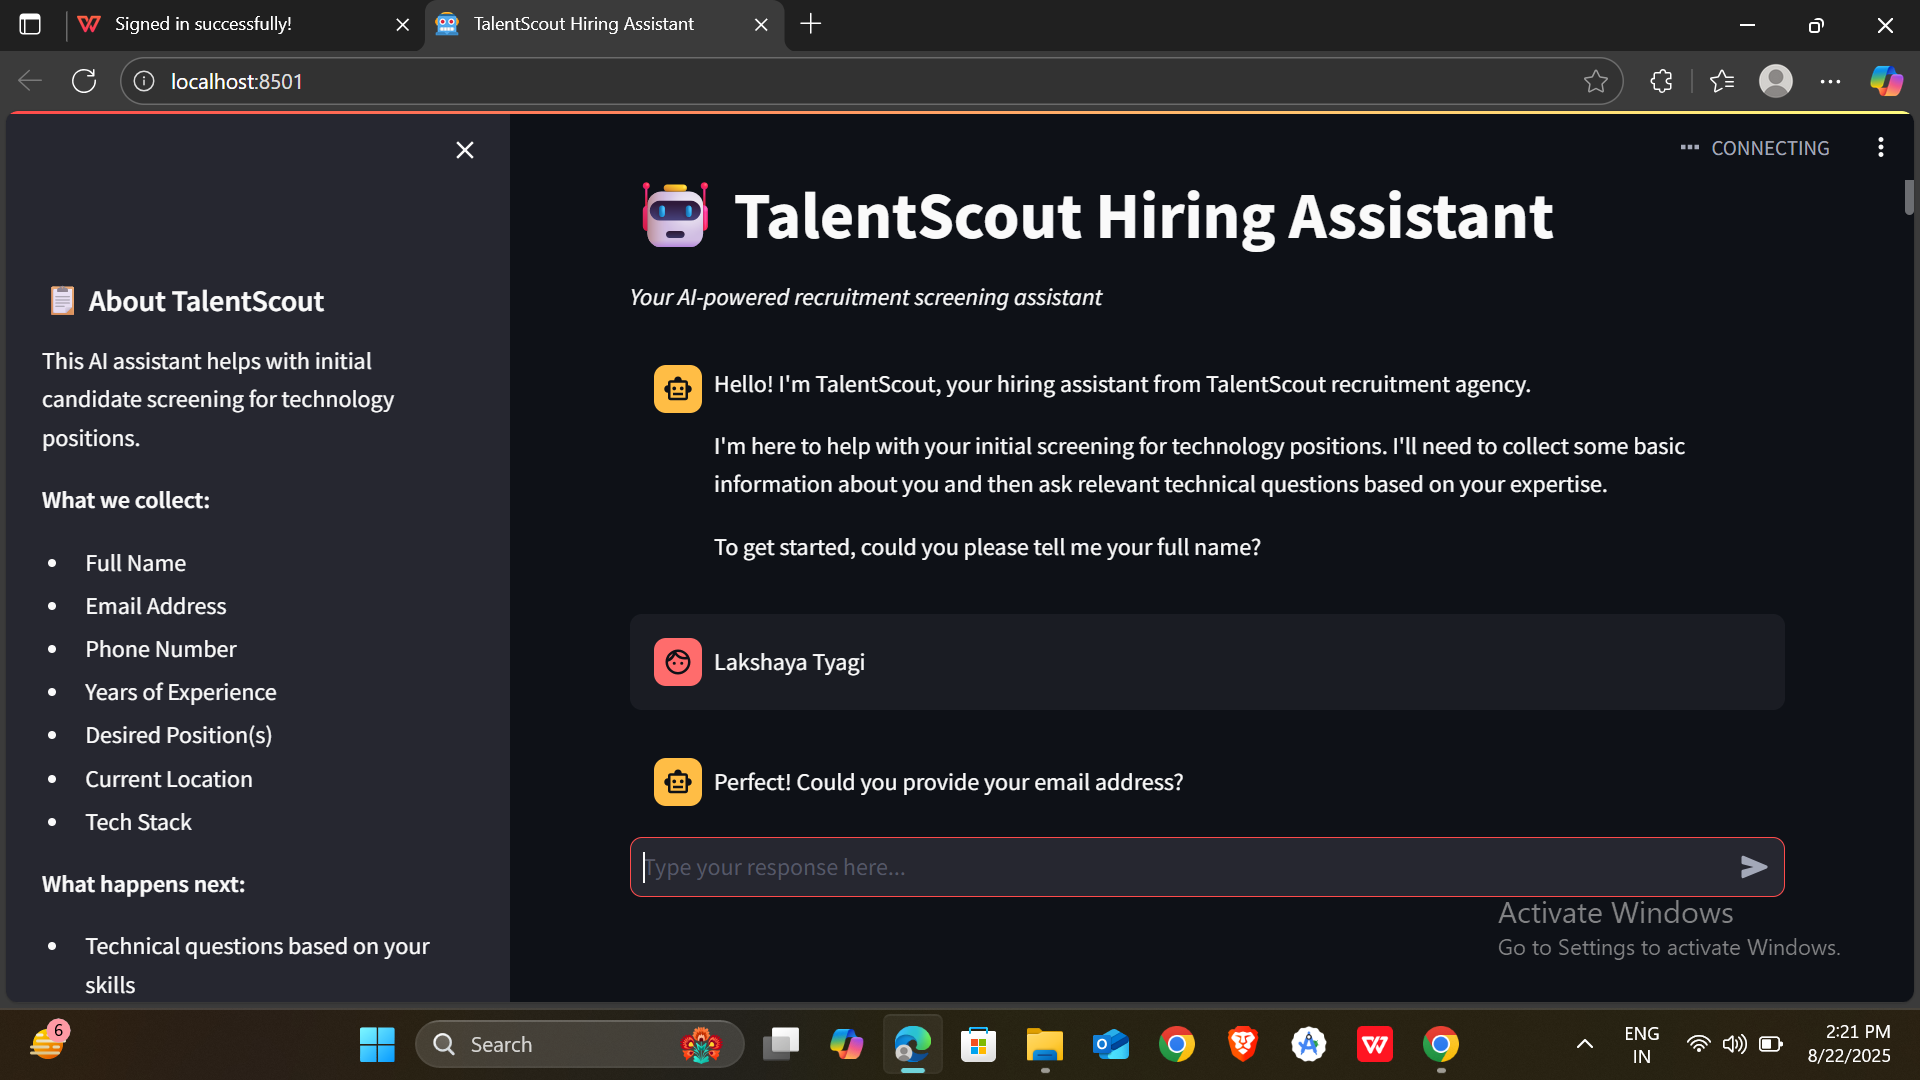 Signed in successfully!
TalentScout Hiring Assistant
localhost:8501
CONNECTING
TalentScout Hiring Assistant
Your AI-powered recruitment screening assistant
About TalentScout
This AI assistant helps with initial
candidate screening for technology
positions.
What we collect:
• Full Name
• Email Address
• Phone Number
• Years of Experience
• Desired Position(s)
• Current Location
• Tech Stack
What happens next:
• Technical questions based on your
skills
Hello! I'm TalentScout, your hiring assistant from TalentScout recruitment agency.
I'm here to help with your initial screening for technology positions. I'll need to collect some basic
information about you and then ask relevant technical questions based on your expertise.
To get started, could you please tell me your full name?
Lakshaya Tyagi
Perfect! Could you provide your email address?
Type your response here...
Activate Windows
Go to Settings to activate Windows.
6
Search
ENG
IN
2:21 PM
8/22/2025